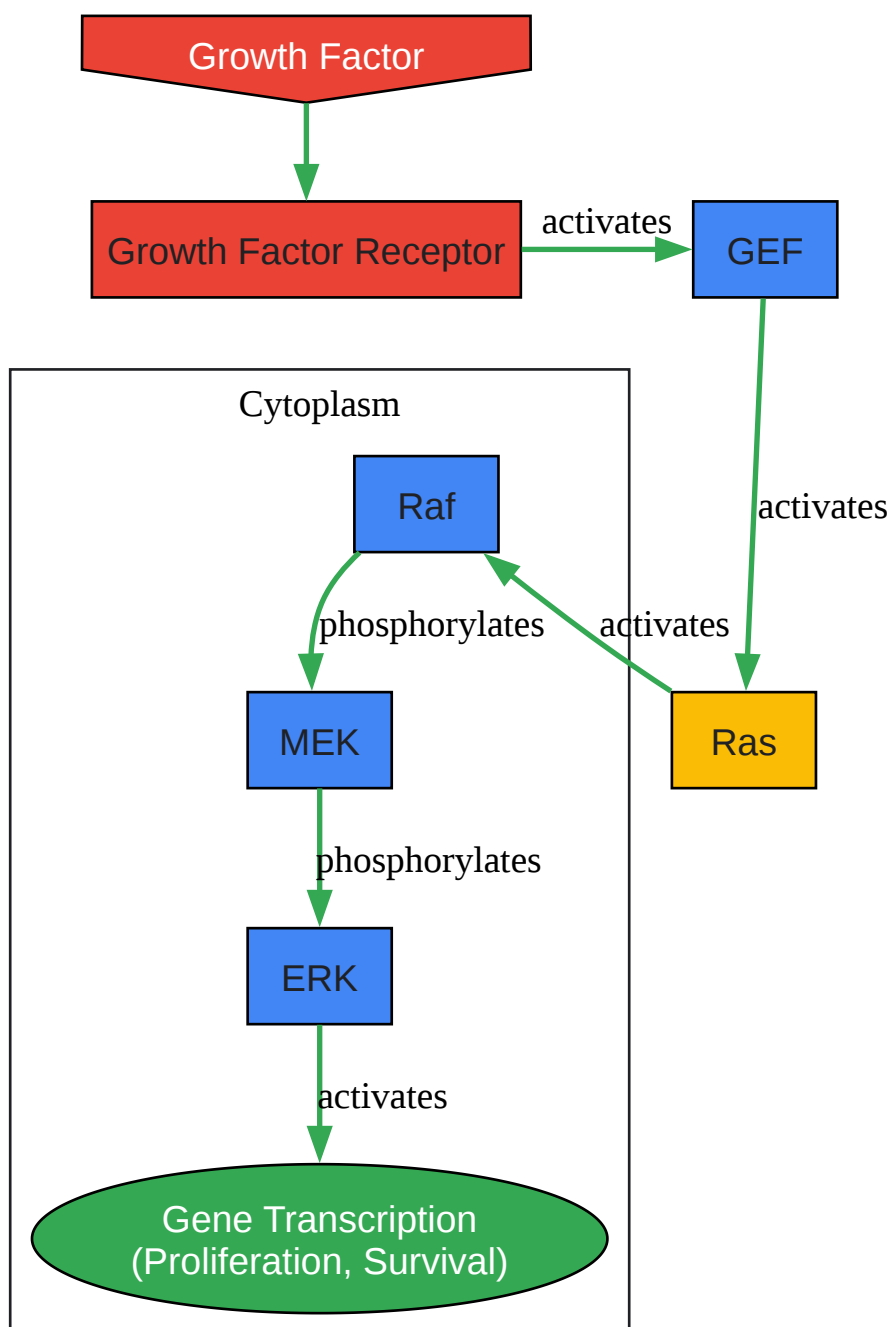 Growth Factor
Growth Factor Receptor
activates
GEF
Cytoplasm
Raf
activates
phosphorylates
activates
MEK
Ras
phosphorylates
ERK
activates
Gene Transcription
(Proliferation, Survival)